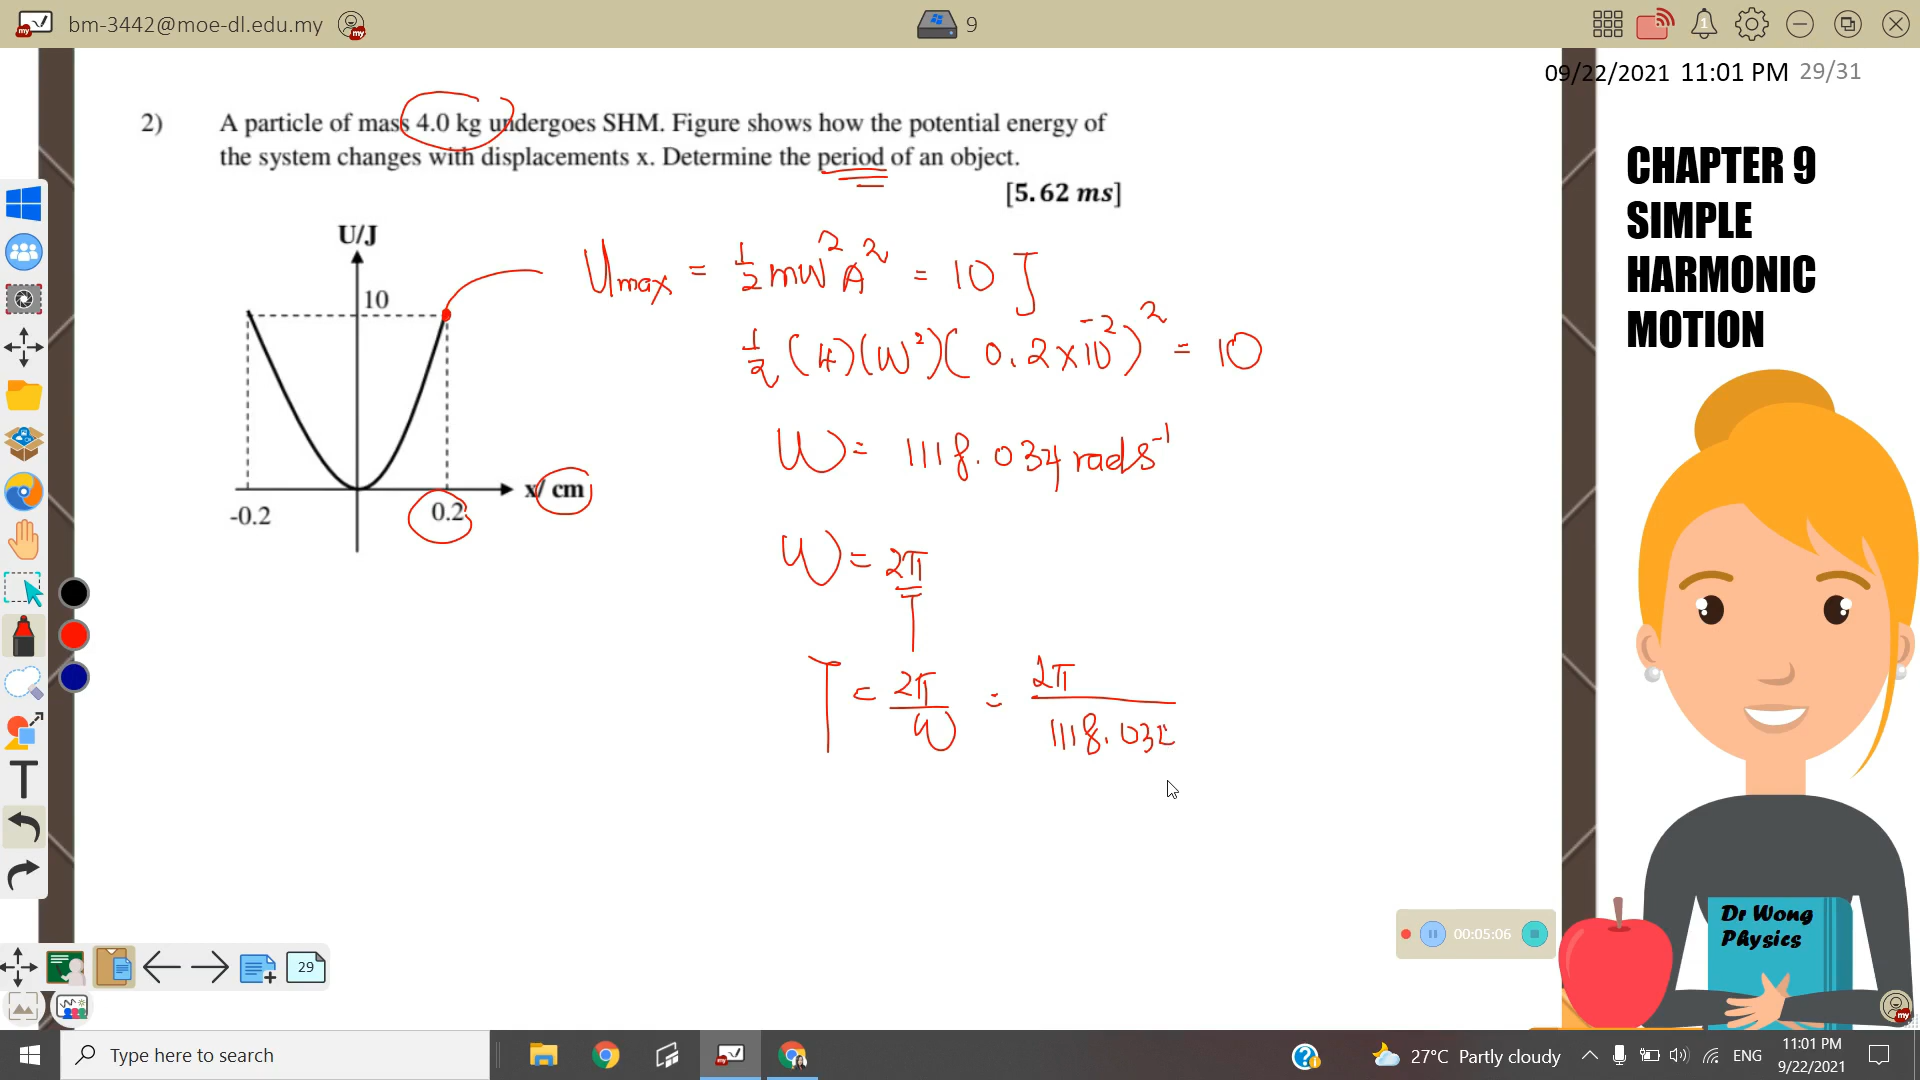 bm-3442@moe-dl.edu.my
9
1
09/22/2021 11:01 PM 29/31
2) A particle of mass 4.0 kg undergoes SHM. Figure shows how the potential energy of
the system changes with displacements x. Determine the period of an object.
[5.62 ms]
CHAPTER 9
SIMPLE
HARMONIC
MOTION
U/J
10
x/ cm
-0.2
0.2
Umax = 1/2 mω²A² = 10 J
1/2 (4)(ω²)(0.2×10⁻²)² = 10
ω = 1118.034 rads⁻¹
ω = 2π/T
T = 2π/ω = 2π/1118.034
T
Dr Wong
Physics
00:05:06
29
Type here to search
27°C Partly cloudy
ENG
11:01 PM
9/22/2021